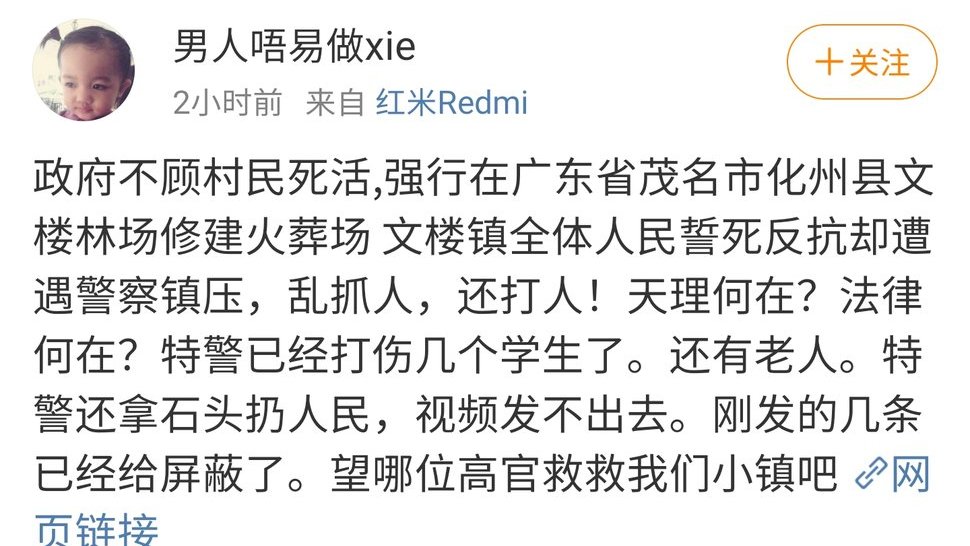 男人唔易做xie
+关注
2小时前 来自 红米Redmi
政府不顾村民死活,强行在广东省茂名市化州县文
楼林场修建火葬场 文楼镇全体人民誓死反抗却遭
遇警察镇压，乱抓人，还打人！天理何在？法律
何在？特警已经打伤几个学生了。还有老人。特
警还拿石头扔人民，视频发不出去。刚发的几条
已经给屏蔽了。望哪位高官救救我们小镇吧 网
页链接